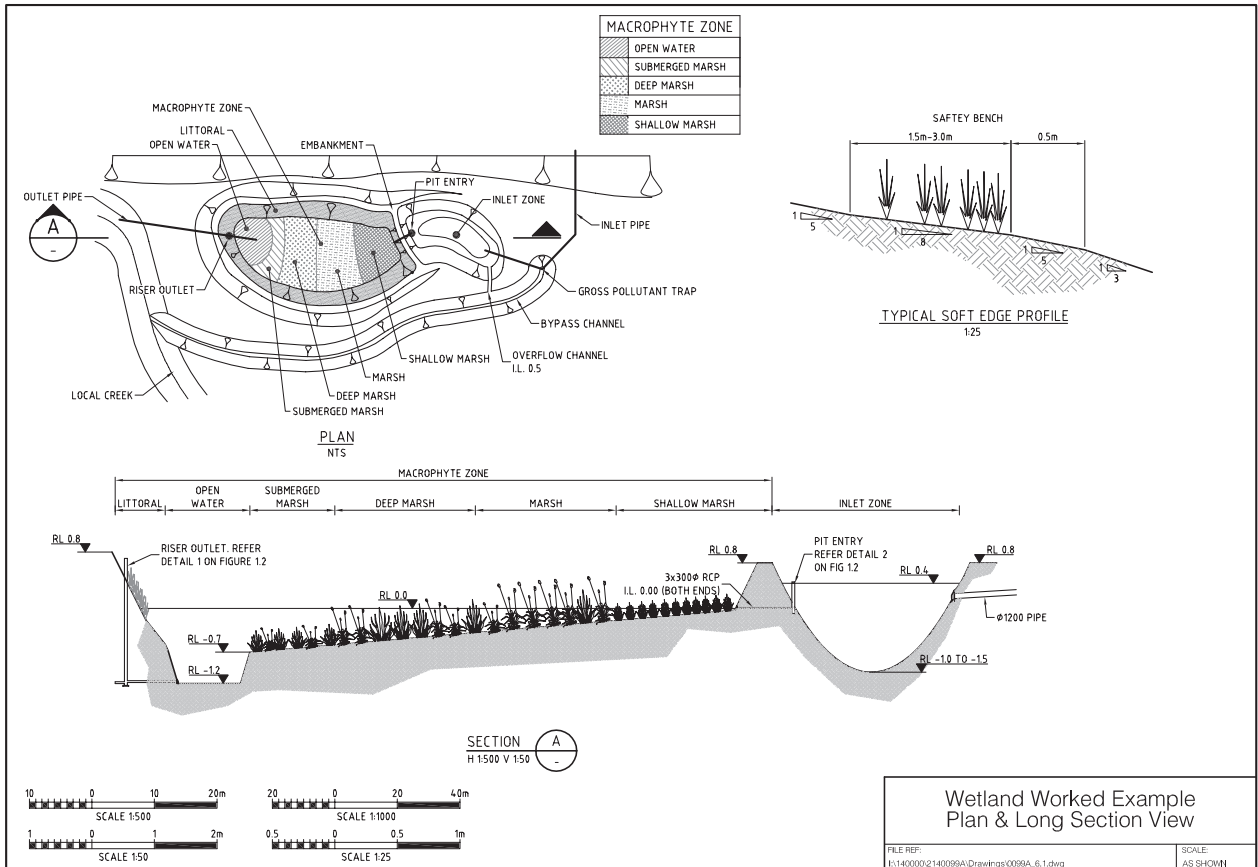 MACROPHYTE ZONE
OPEN WATER
SUBMERGED MARSH
DEEP MARSH
MARSH
SHALLOW MARSH
MACROPHYTE ZONE
LITTORAL
OPEN WATER
EMBANKMENT
PIT ENTRY
INLET ZONE
OUTLET PIPE
INLET PIPE
A
-
RISER OUTLET
GROSS POLLUTANT TRAP
BYPASS CHANNEL
OVERFLOW CHANNEL
I.L. 0.5
SHALLOW MARSH
MARSH
DEEP MARSH
SUBMERGED MARSH
LOCAL CREEK
PLAN
NTS
SAFTEY BENCH
1.5m-3.0m
0.5m
1
5
1
8
1
5
1
3
TYPICAL SOFT EDGE PROFILE
1:25
MACROPHYTE ZONE
LITTORAL
OPEN
WATER
SUBMERGED
MARSH
DEEP MARSH
MARSH
SHALLOW MARSH
INLET ZONE
RL 0.8
RISER OUTLET. REFER
DETAIL 1 ON FIGURE 1.2
RL 0.0
RL -0.7
RL -1.2
RL 0.8
3x300ϕ RCP
I.L. 0.00 (BOTH ENDS)
PIT ENTRY
REFER DETAIL 2
ON FIG 1.2
RL 0.4
RL 0.8
ϕ1200 PIPE
RL -1.0 TO -1.5
SECTION
H 1:500 V 1:50
A
-
10 0 10 20m
SCALE 1:500
20 0 20 40m
SCALE 1:1000
1 0 1 2m
SCALE 1:50
0.5 0 0.5 1m
SCALE 1:25
Wetland Worked Example
Plan & Long Section View
FILE REF:
I:\140000\2140099A\Drawings\0099A_6.1.dwg
SCALE:
AS SHOWN